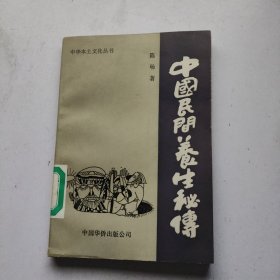 中华本土文化丛书
陈旸 著
中國民間養生秘傳
中国华侨出版公司